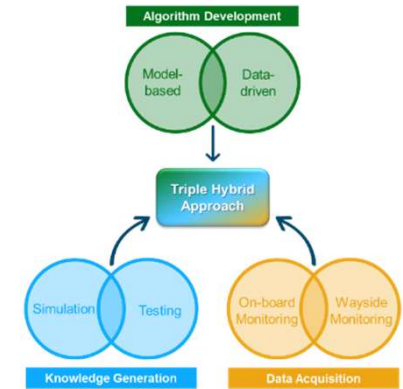 Algorithm Development
Model-
based
Data-
driven
Triple Hybrid
Approach
Simulation
Testing
On-board
Monitoring
Wayside
Monitoring
Knowledge Generation
Data Acquisition